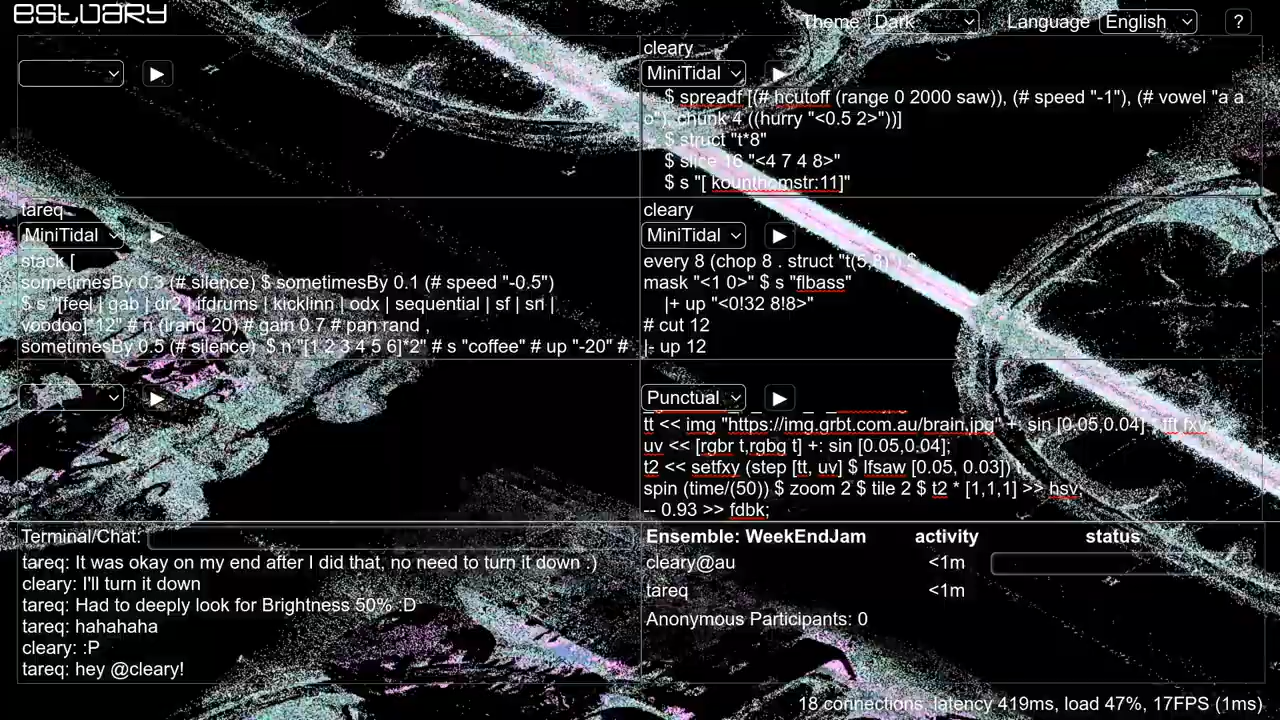 estuary
Theme Dark Language English ?
cleary
MiniTidal
$ spreadf [(# hcutoff (range 0 2000 saw)), (# speed "-1"), (# vowel "a a
o"), chunk 4 ((hurry "<0.5 2>"))]
$ struct "t*8"
$ slice 16 "<4 7 4 8>"
$ s "[ kounthomstr:11]"
tareq
MiniTidal
stack [
sometimesBy 0.3 (# silence) $ sometimesBy 0.1 (# speed "-0.5")
$ s "[feel | gab | dr2 | ifdrums | kicklinn | odx | sequential | sf | sn |
voodoo]*12" # n (irand 20) # gain 0.7 # pan rand ,
sometimesBy 0.5 (# silence) $ n "[1 2 3 4 5 6]*2" # s "coffee" # up "-20" #
cleary
MiniTidal
every 8 (chop 8 . struct "t(5,8)") $
mask "<1 0>" $ s "flbass"
|+ up "<0!32 8!8>"
# cut 12
|- up 12
Punctual
tt << img "https://img.grbt.com.au/brain.jpg" +: sin [0.05,0.04] * fft fxy;
uv << [rgbr t,rgbg t] +: sin [0.05,0.04];
t2 << setfxy (step [tt, uv] $ lfsaw [0.05, 0.03]) t;
spin (time/(50)) $ zoom 2 $ tile 2 $ t2 * [1,1,1] >> hsv;
-- 0.93 >> fdbk;
Terminal/Chat:
tareq: It was okay on my end after I did that, no need to turn it down :)
cleary: I'll turn it down
tareq: Had to deeply look for Brightness 50% :D
tareq: hahahaha
cleary: :P
tareq: hey @cleary!
Ensemble: WeekEndJam activity status
cleary@au <1m
tareq <1m
Anonymous Participants: 0
18 connections, latency 419ms, load 47%, 17FPS (1ms)